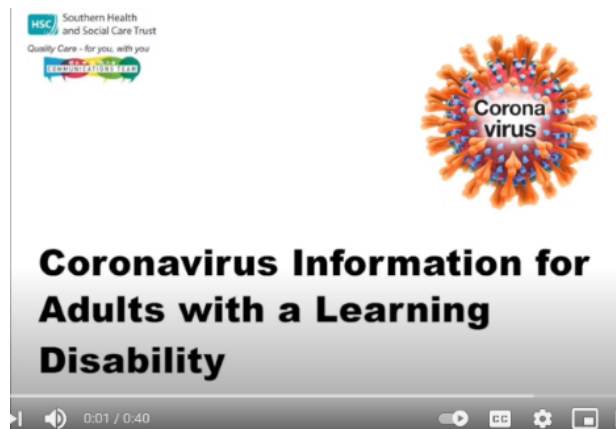 HSC
Southern Health
and Social Care Trust
Quality Care - for you, with you
COMMUNICATIONS TEAM
Corona
virus
Coronavirus Information for
Adults with a Learning
Disability
0:01 / 0:40
CC